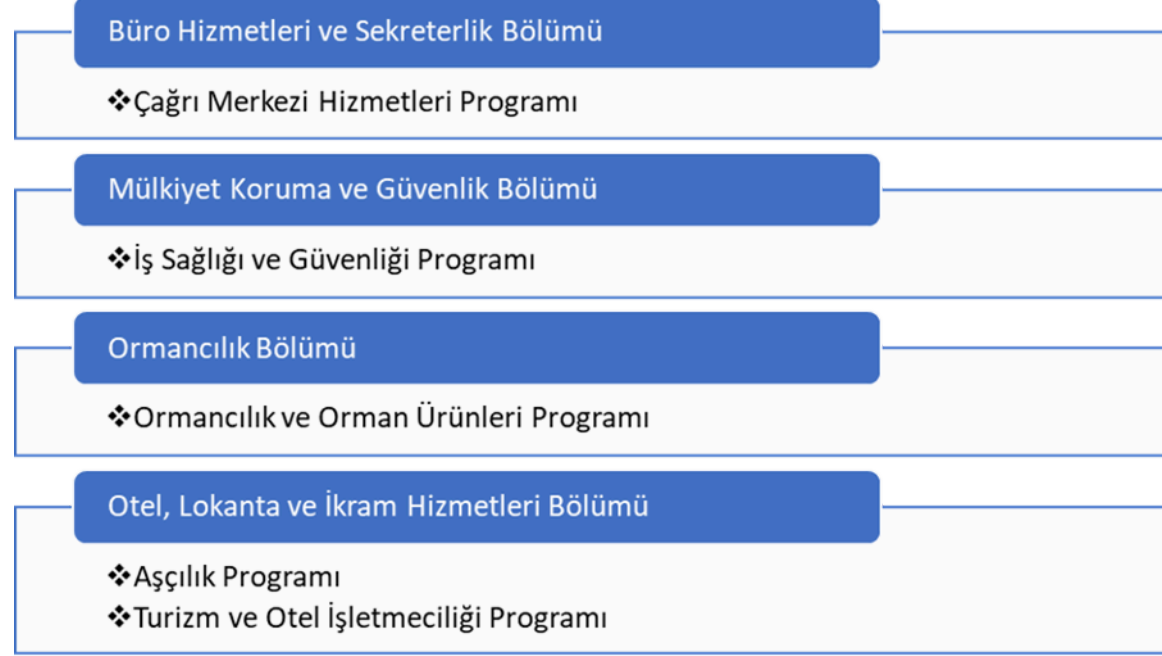 Büro Hizmetleri ve Sekreterlik Bölümü
❖Çağrı Merkezi Hizmetleri Programı
Mülkiyet Koruma ve Güvenlik Bölümü
❖İş Sağlığı ve Güvenliği Programı
Ormancılık Bölümü
❖Ormancılık ve Orman Ürünleri Programı
Otel, Lokanta ve İkram Hizmetleri Bölümü
❖Aşçılık Programı
❖Turizm ve Otel İşletmeciliği Programı